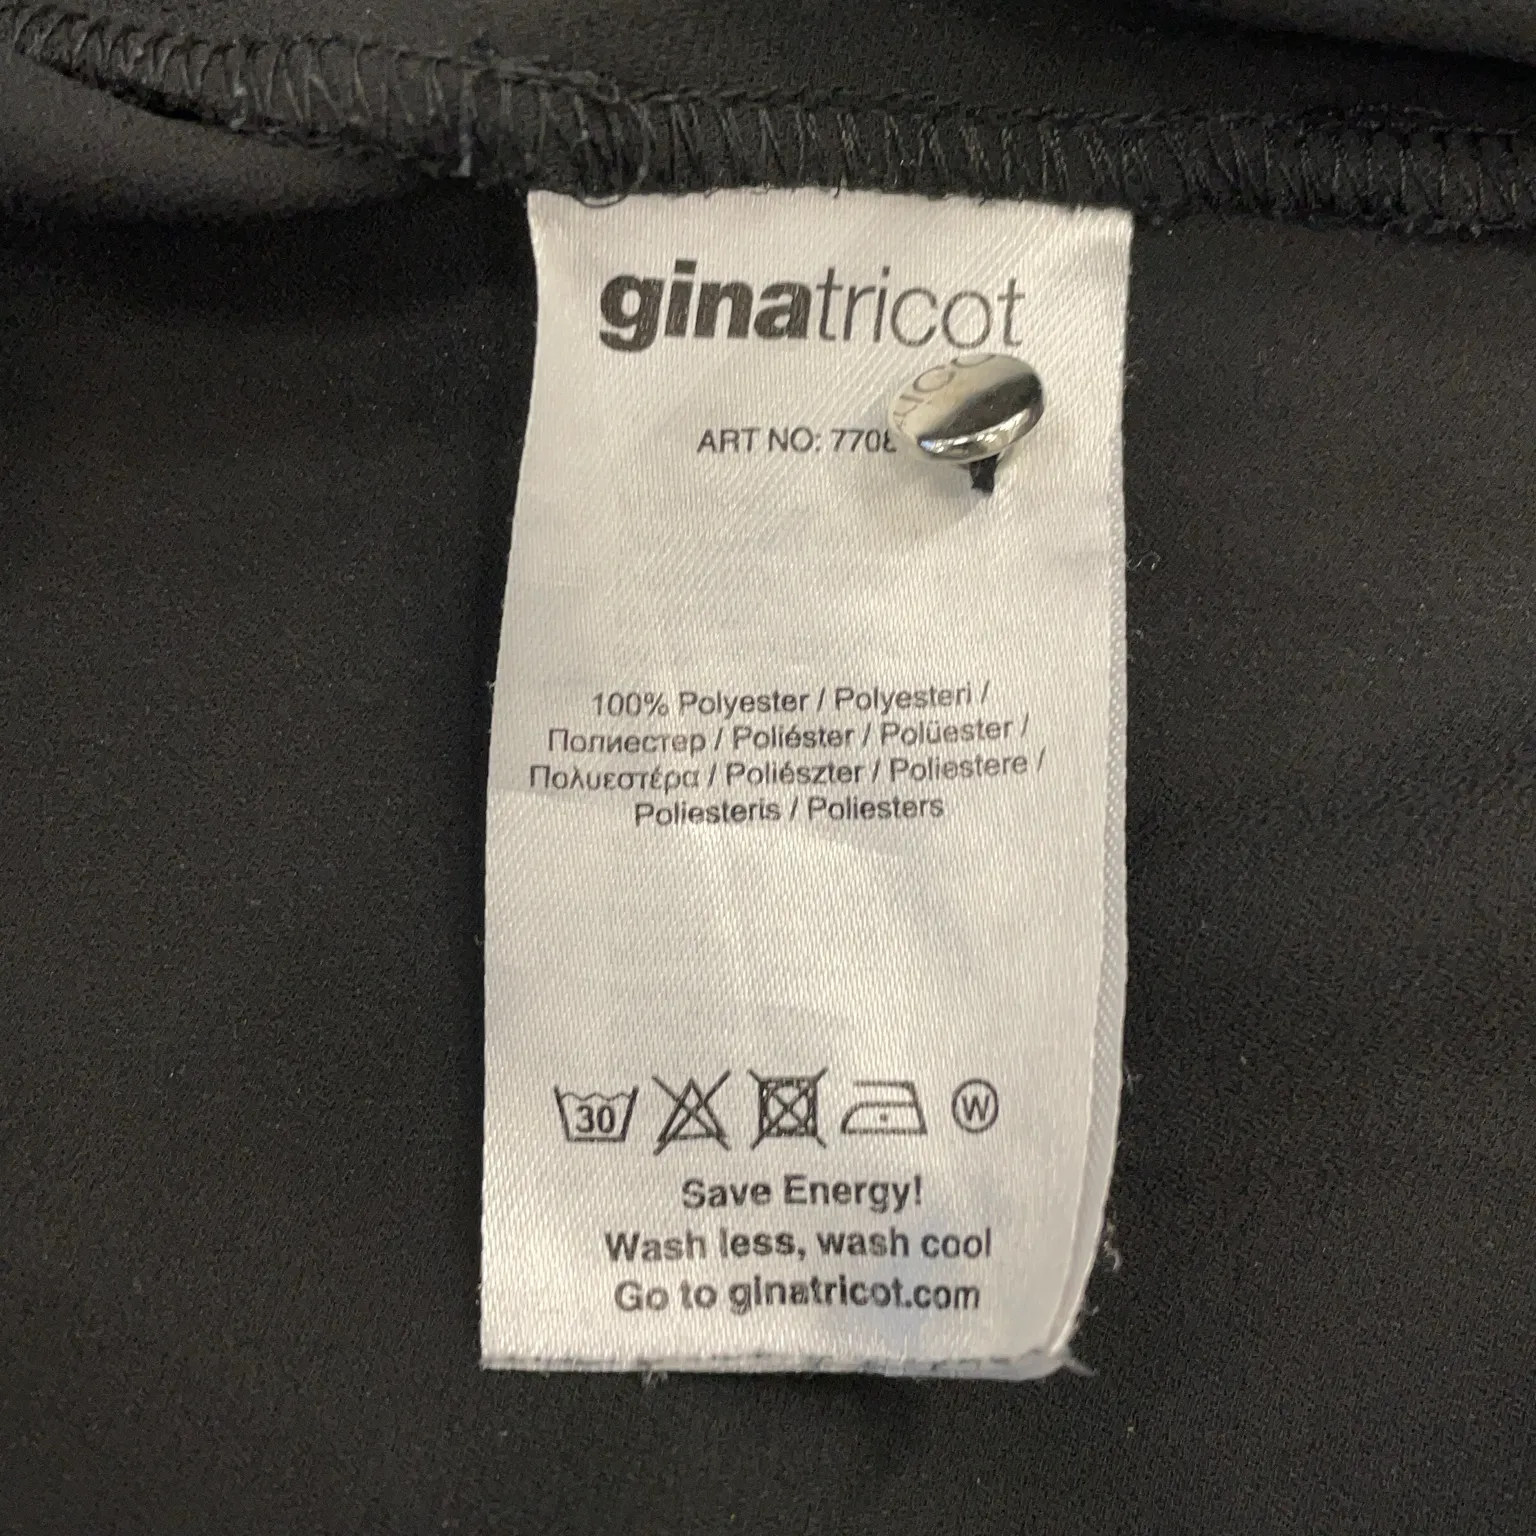 ginatricot
ART NO: 7708
100% Polyester / Polyesteri /
Полиестер / Poliéster / Polüester /
Πολυεστέρα / Poliészter / Poliestere /
Poliesteris / Poliesters
30 W
Save Energy!
Wash less, wash cool
Go to ginatricot.com